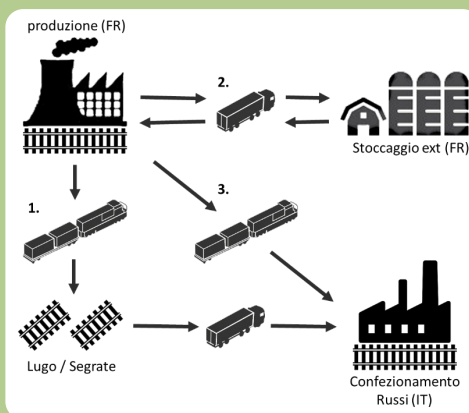 produzione (FR)
2.
Stoccaggio ext (FR)
1.
3.
Lugo / Segrate
Confezionamento
Russi (IT)